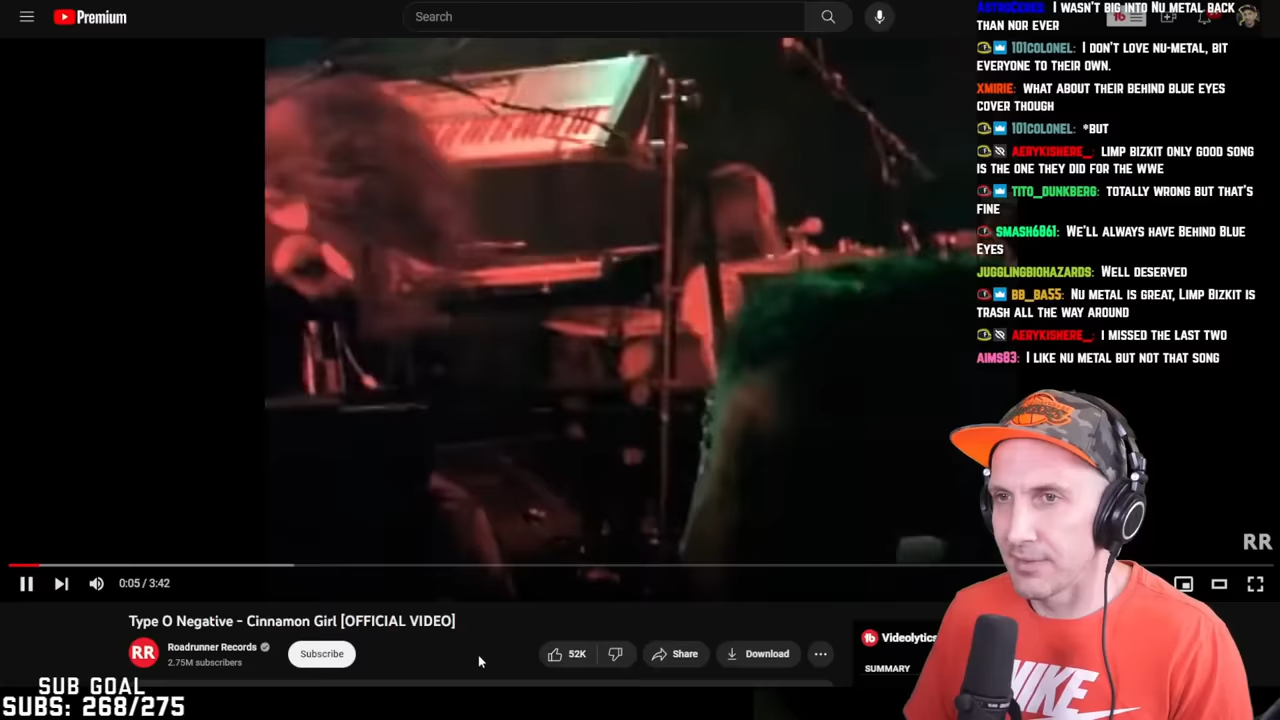 Premium
Search
AstroCeres: I wasn't big into Nu metal back
than nor ever
101Colonel: I don't love nu-metal, bit
everyone to their own.
xmirie: what about their behind blue eyes
cover though
101Colonel: *but
aerykishere_: limp bizkit only good song
is the one they did for the wwe
Tito_Dunkberg: totally wrong but that's
fine
smash6861: We'll always have Behind Blue
Eyes
jugglingbiohazards: Well deserved
BB_BA55: Nu metal is great, Limp Bizkit is
trash all the way around
aerykishere_: i missed the last two
aims83: I like nu metal but not that song
RR
0:05 / 3:42
Type O Negative - Cinnamon Girl [OFFICIAL VIDEO]
RR
Roadrunner Records
2.75M subscribers
Subscribe
52K
Share
Download
Videolytics
SUMMARY
SUB GOAL
SUBS: 268/275
NIKE